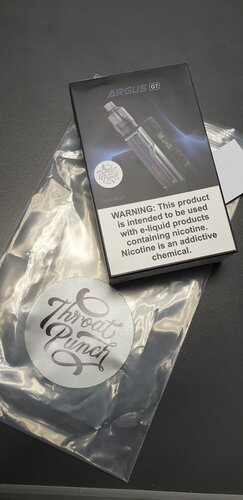 ARGUS GT
WARNING: This product
is intended to be used
with e-liquid products
containing nicotine.
Nicotine is an addictive
chemical.
Throat
Punch